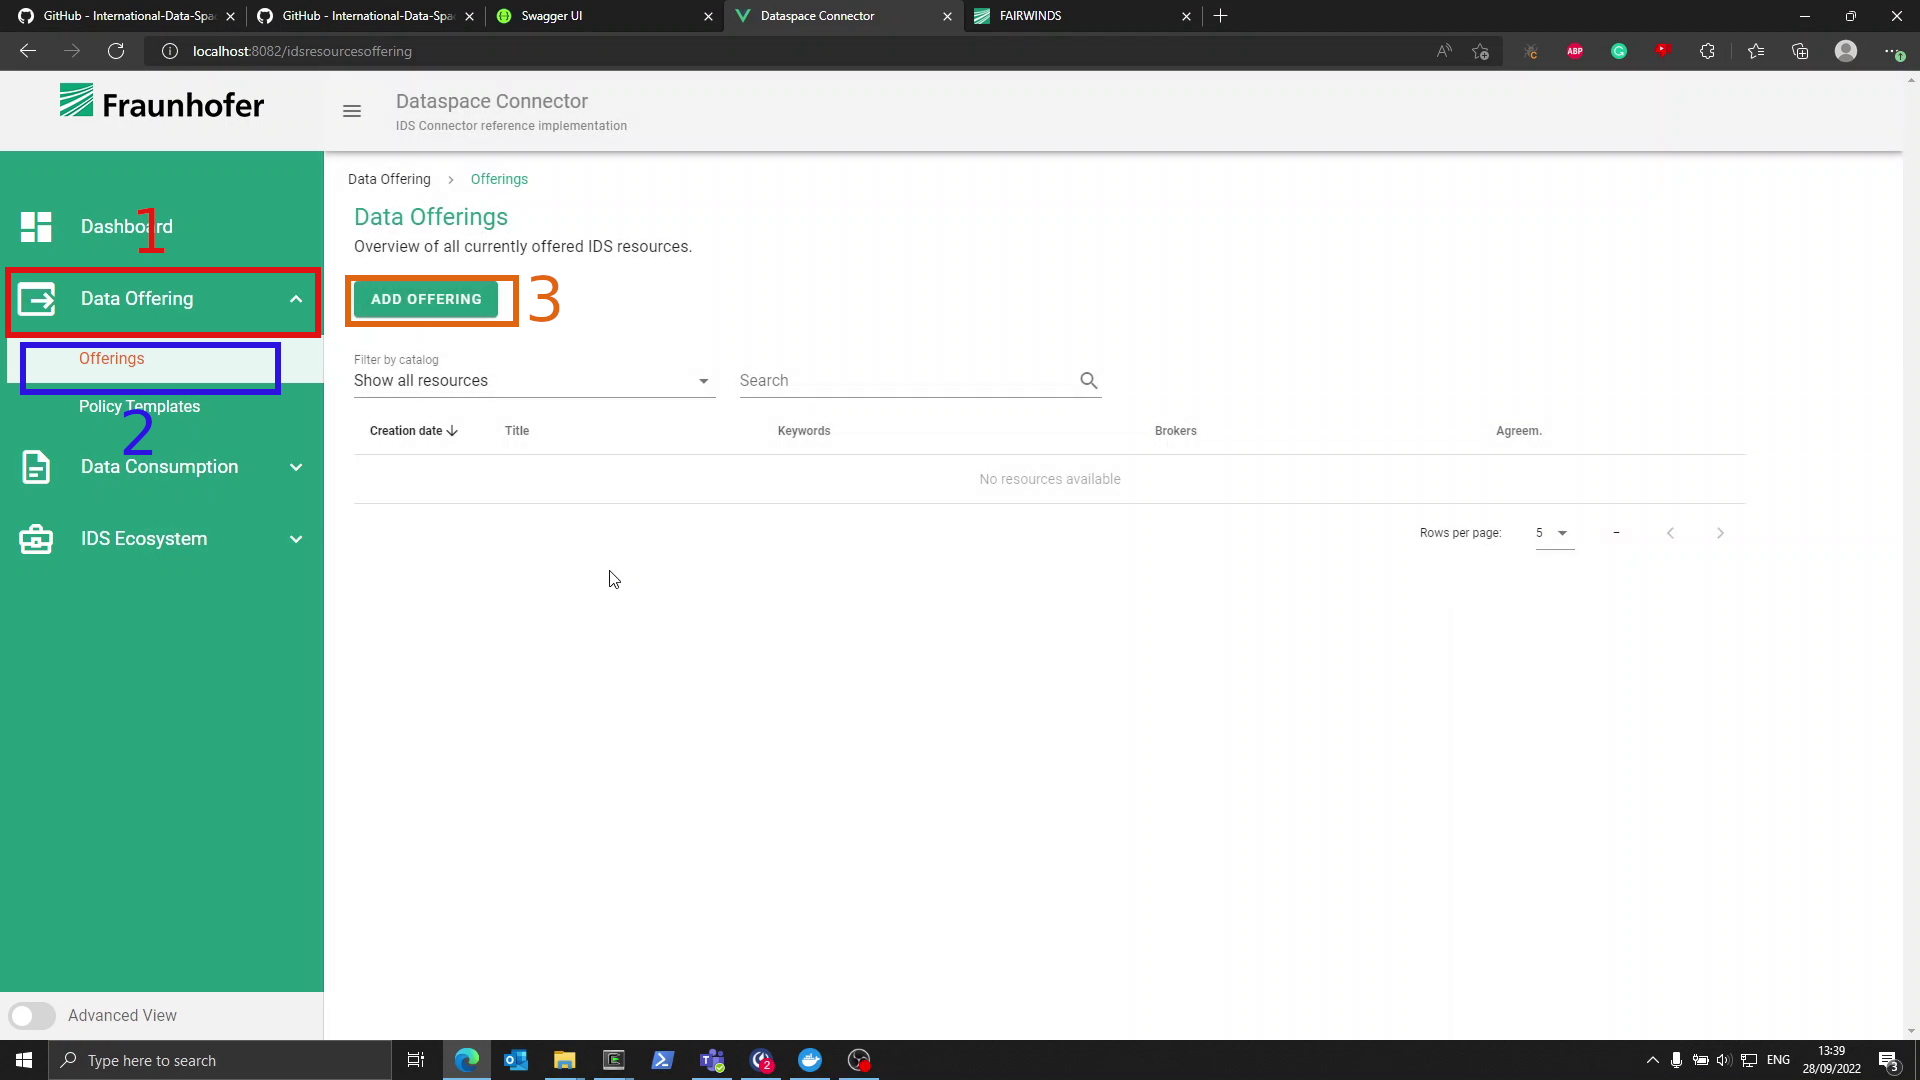 GitHub - International-Data-Spa
GitHub - International-Data-Spa
Swagger UI
Dataspace Connector
FAIRWINDS
localhost:8082/idsresourcesoffering
ABP
Fraunhofer
Dataspace Connector
IDS Connector reference implementation
Dashboard
1
Data Offering
Offerings
Policy Templates
2
Data Consumption
IDS Ecosystem
Advanced View
Data Offering > Offerings
Data Offerings
Overview of all currently offered IDS resources.
ADD OFFERING
3
Filter by catalog
Show all resources
Search
Creation date Title Keywords Brokers Agreem.
No resources available
Rows per page: 5 –
Type here to search
2
ENG
13:39
28/09/2022
3